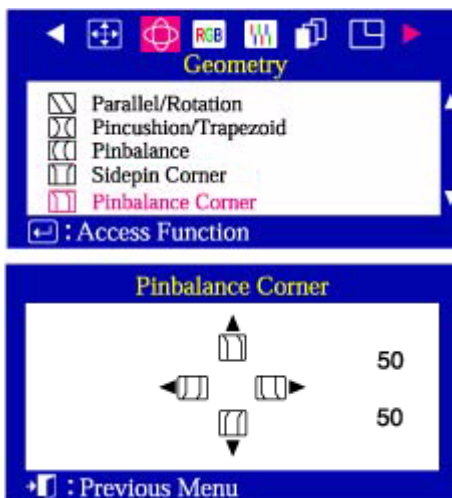 RGB
Geometry
Parallel/Rotation
Pincushion/Trapezoid
Pinbalance
Sidepin Corner
Pinbalance Corner
: Access Function
Pinbalance Corner
50
50
: Previous Menu